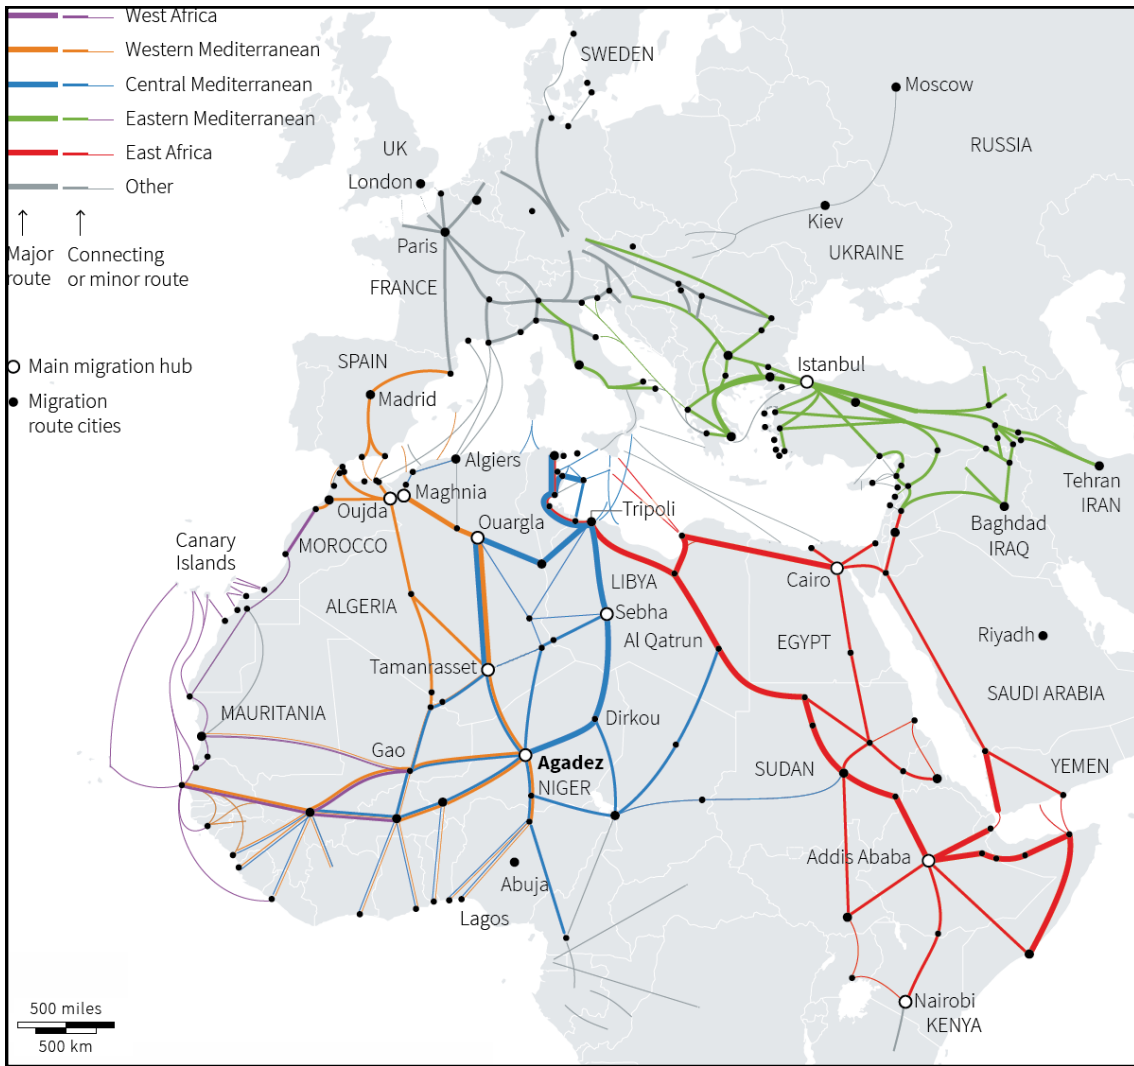 West Africa
Western Mediterranean
Central Mediterranean
Eastern Mediterranean
East Africa
Other
Major
route
Connecting
or minor route
Main migration hub
Migration
route cities
SWEDEN
Moscow
RUSSIA
UK
London
Kiev
UKRAINE
Paris
FRANCE
SPAIN
Madrid
Istanbul
Algiers
Maghnia
Oujda
Ouargla
Tripoli
Tehran
IRAN
Baghdad
IRAQ
Canary
Islands
MOROCCO
ALGERIA
LIBYA
Cairo
Sebha
Al Qatrun
EGYPT
Riyadh
Tamanrasset
SAUDI ARABIA
MAURITANIA
Dirkou
Gao
Agadez
NIGER
SUDAN
YEMEN
Addis Ababa
Abuja
Lagos
Nairobi
KENYA
500 miles
500 km